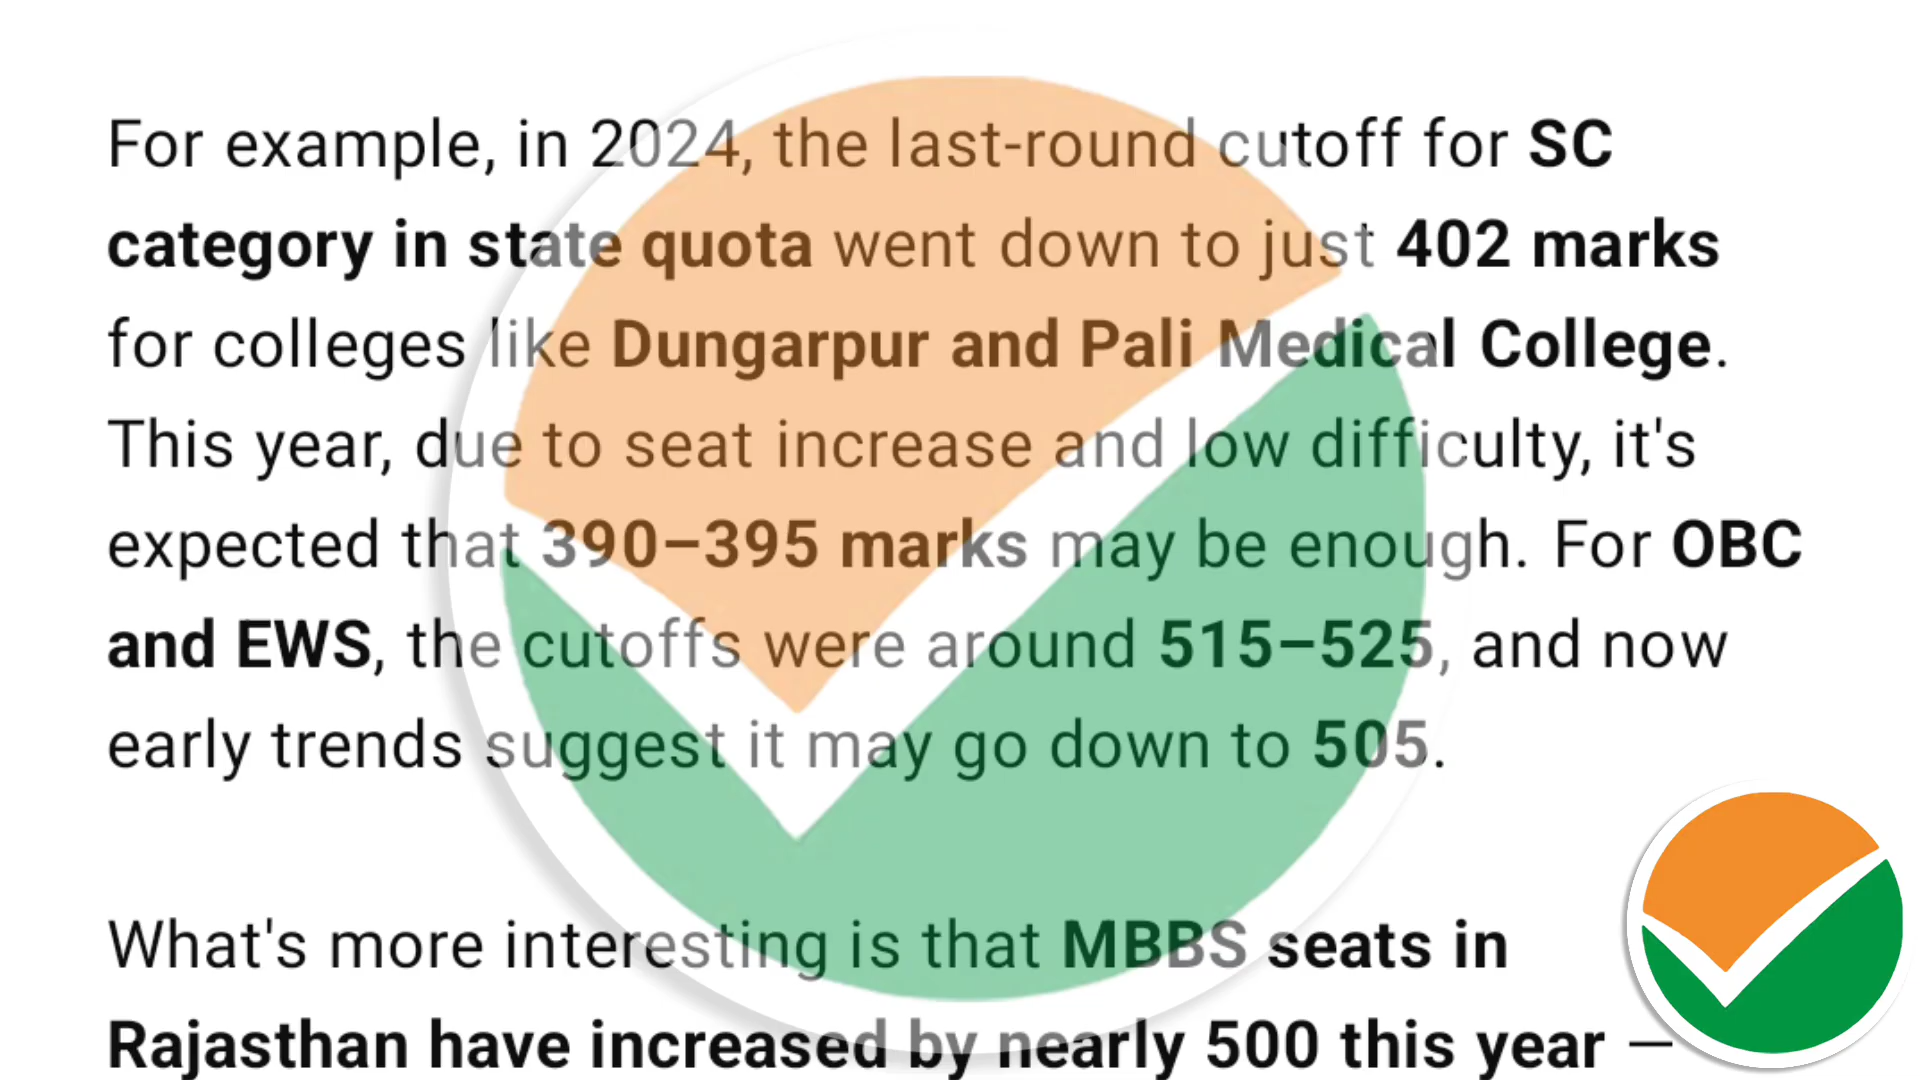 For example, in 2024, the last-round cutoff for SC
category in state quota went down to just 402 marks
for colleges like Dungarpur and Pali Medical College.
This year, due to seat increase and low difficulty, it's
expected that 390–395 marks may be enough. For OBC
and EWS, the cutoffs were around 515–525, and now
early trends suggest it may go down to 505.
What's more interesting is that MBBS seats in
Rajasthan have increased by nearly 500 this year —